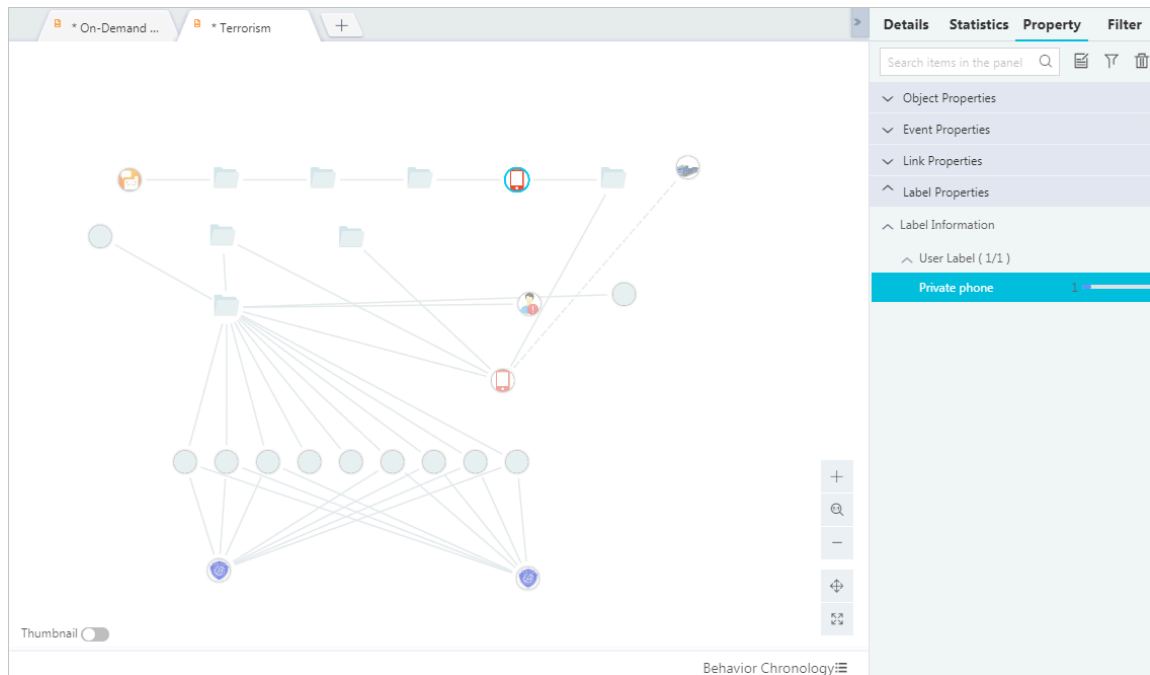 * On-Demand ...
* Terrorism
Details Statistics Property Filter
Search items in the panel
Object Properties
Event Properties
Link Properties
Label Properties
Label Information
User Label ( 1/1 )
Private phone 1
Thumbnail
Behavior Chronology